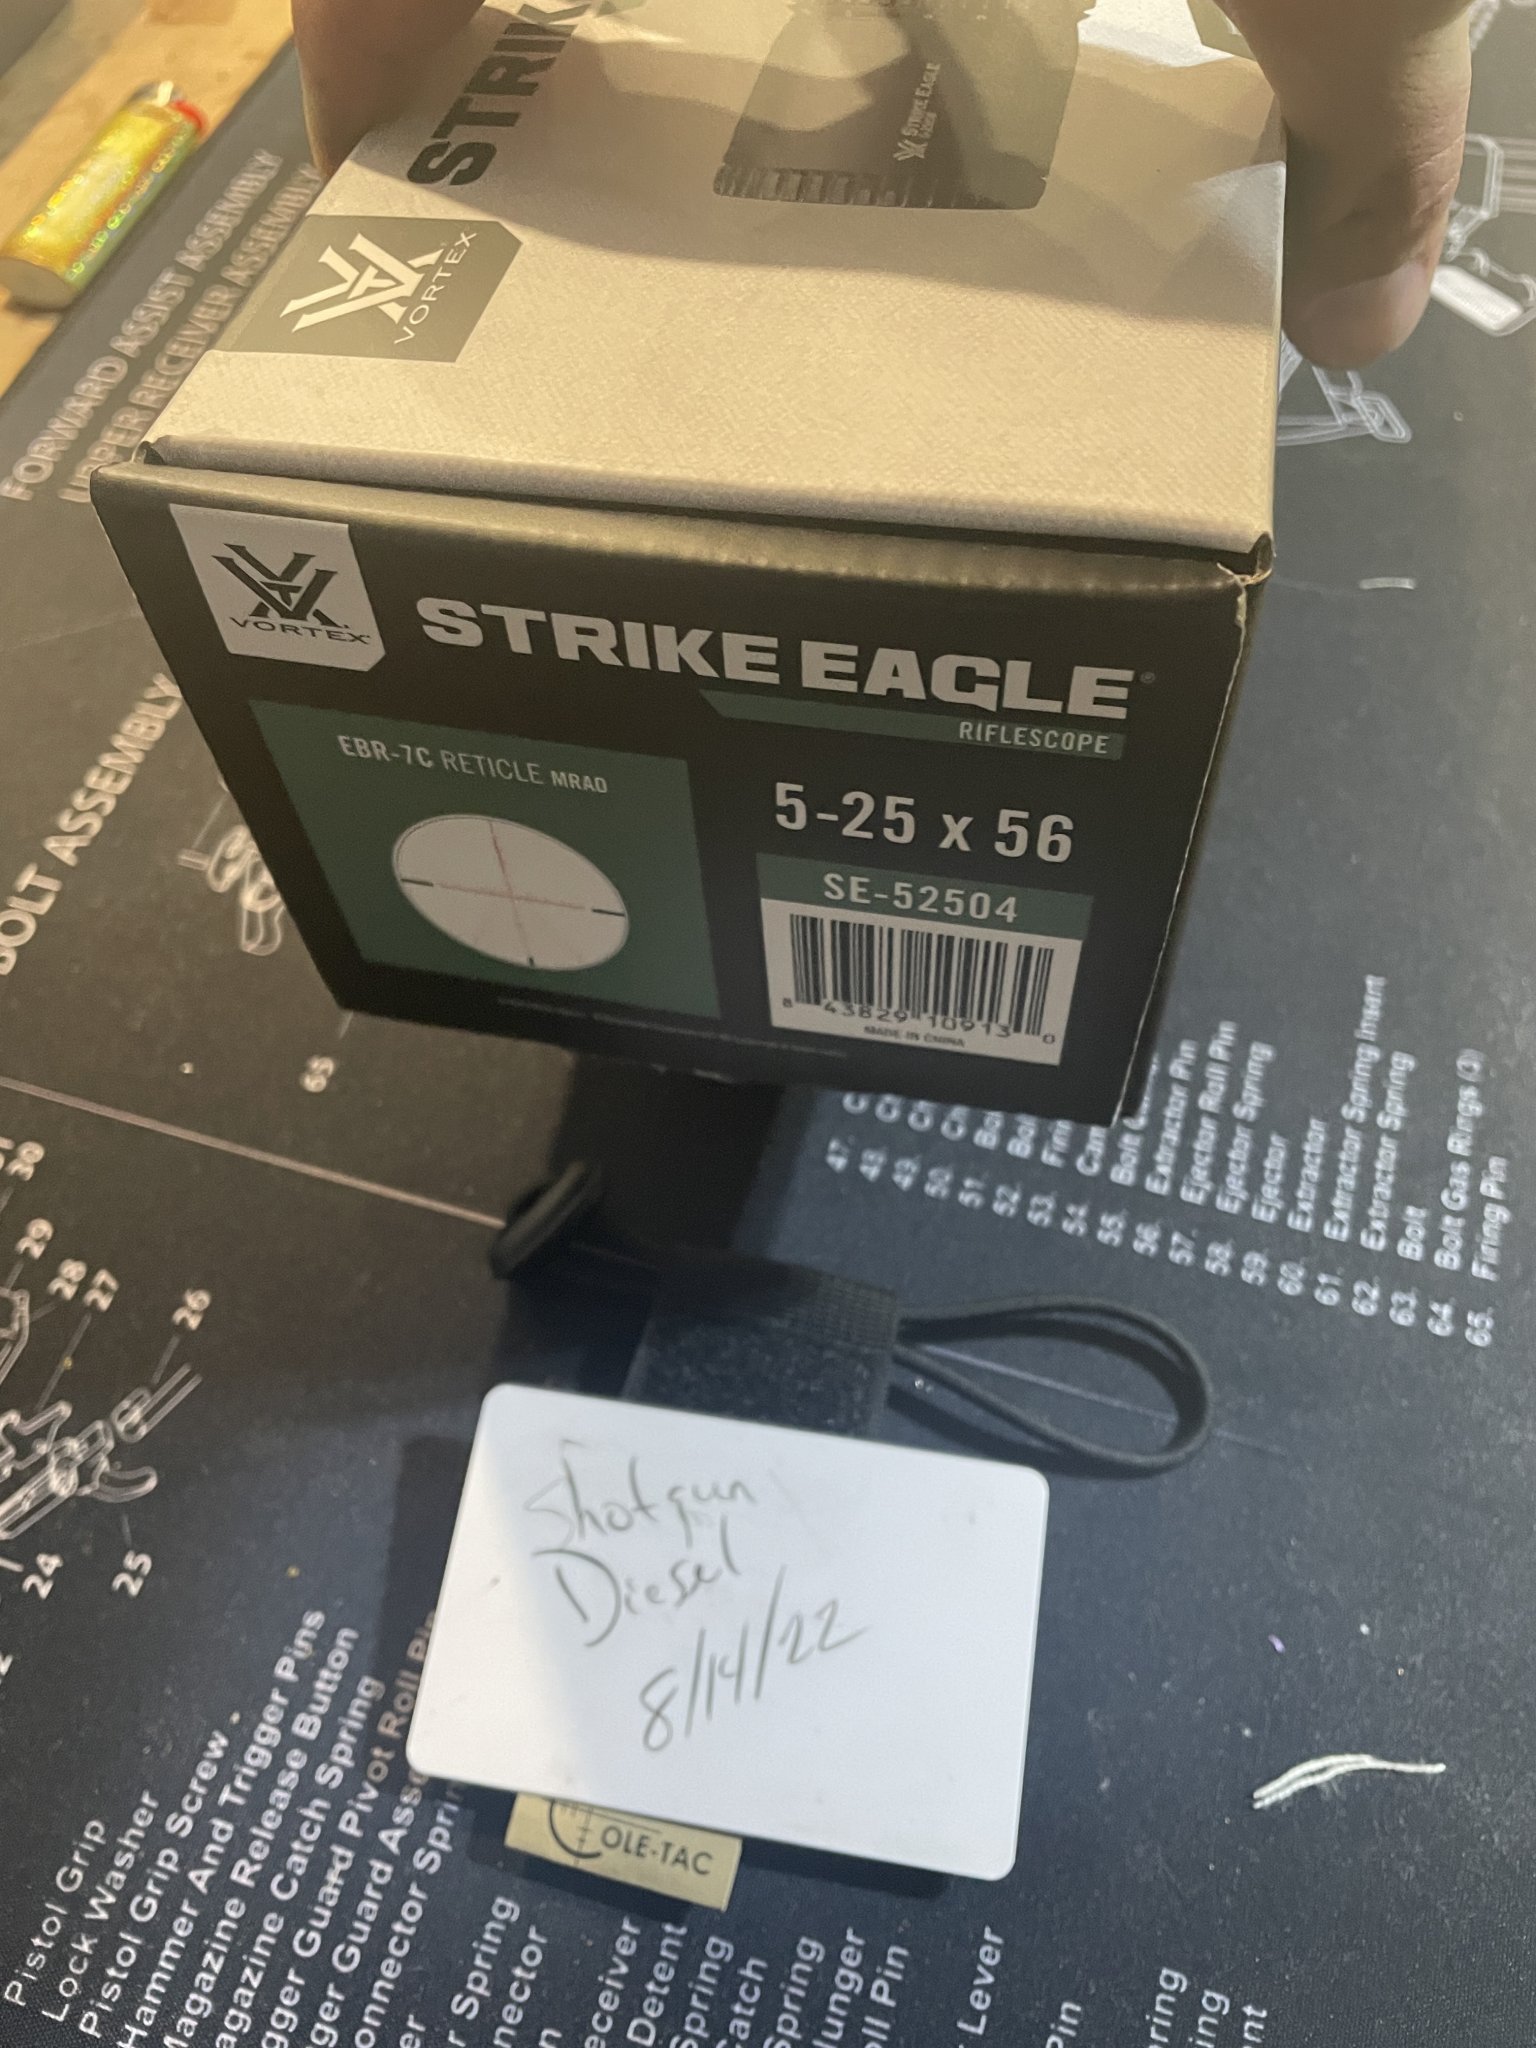 STRIK
STRIKE EAGLE
VORTEX
FORWARD ASSIST ASSEMBLY
UPPER RECEIVER ASSEMBLY
VORTEX
STRIKE EAGLE®
RIFLESCOPE
EBR-7C RETICLE MRAD
5-25 x 56
SE-52504
8 43829 10913 0
MADE IN CHINA
BOLT ASSEMBLY
65
30
29
28
27
26
25
24
47.
48.
49.
50.
51.
52.
53.
54.
55. Bolt
56. Extractor Pin
57. Ejector Roll Pin
58. Ejector Spring
59. Ejector
60. Extractor
61. Extractor Spring Insert
62. Extractor Spring
63. Bolt
64. Bolt Gas Rings (3)
65. Firing Pin
Shotgun
Diesel
8/14/22
COLE-TAC
Pistol Grip
Lock Washer
Pistol Grip Screw
Hammer And Trigger Pins
Magazine Release Button
Magazine Catch Spring
Trigger Guard Pivot Roll Pin
Spring
Detent
Lever
Pin